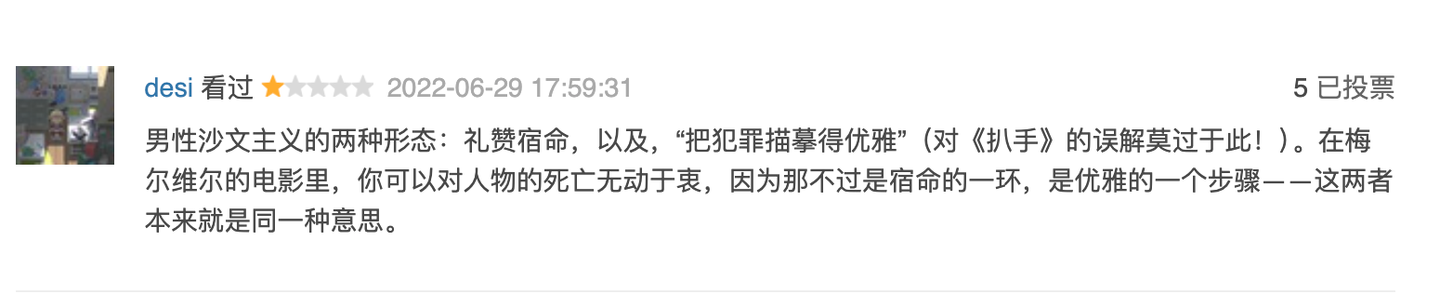 desi 看过 2022-06-29 17:59:31 5 已投票
男性沙文主义的两种形态：礼赞宿命，以及，“把犯罪描摹得优雅”（对《扒手》的误解莫过于此！）。在梅
尔维尔的电影里，你可以对人物的死亡无动于衷，因为那不过是宿命的一环，是优雅的一个步骤——这两者
本来就是同一种意思。